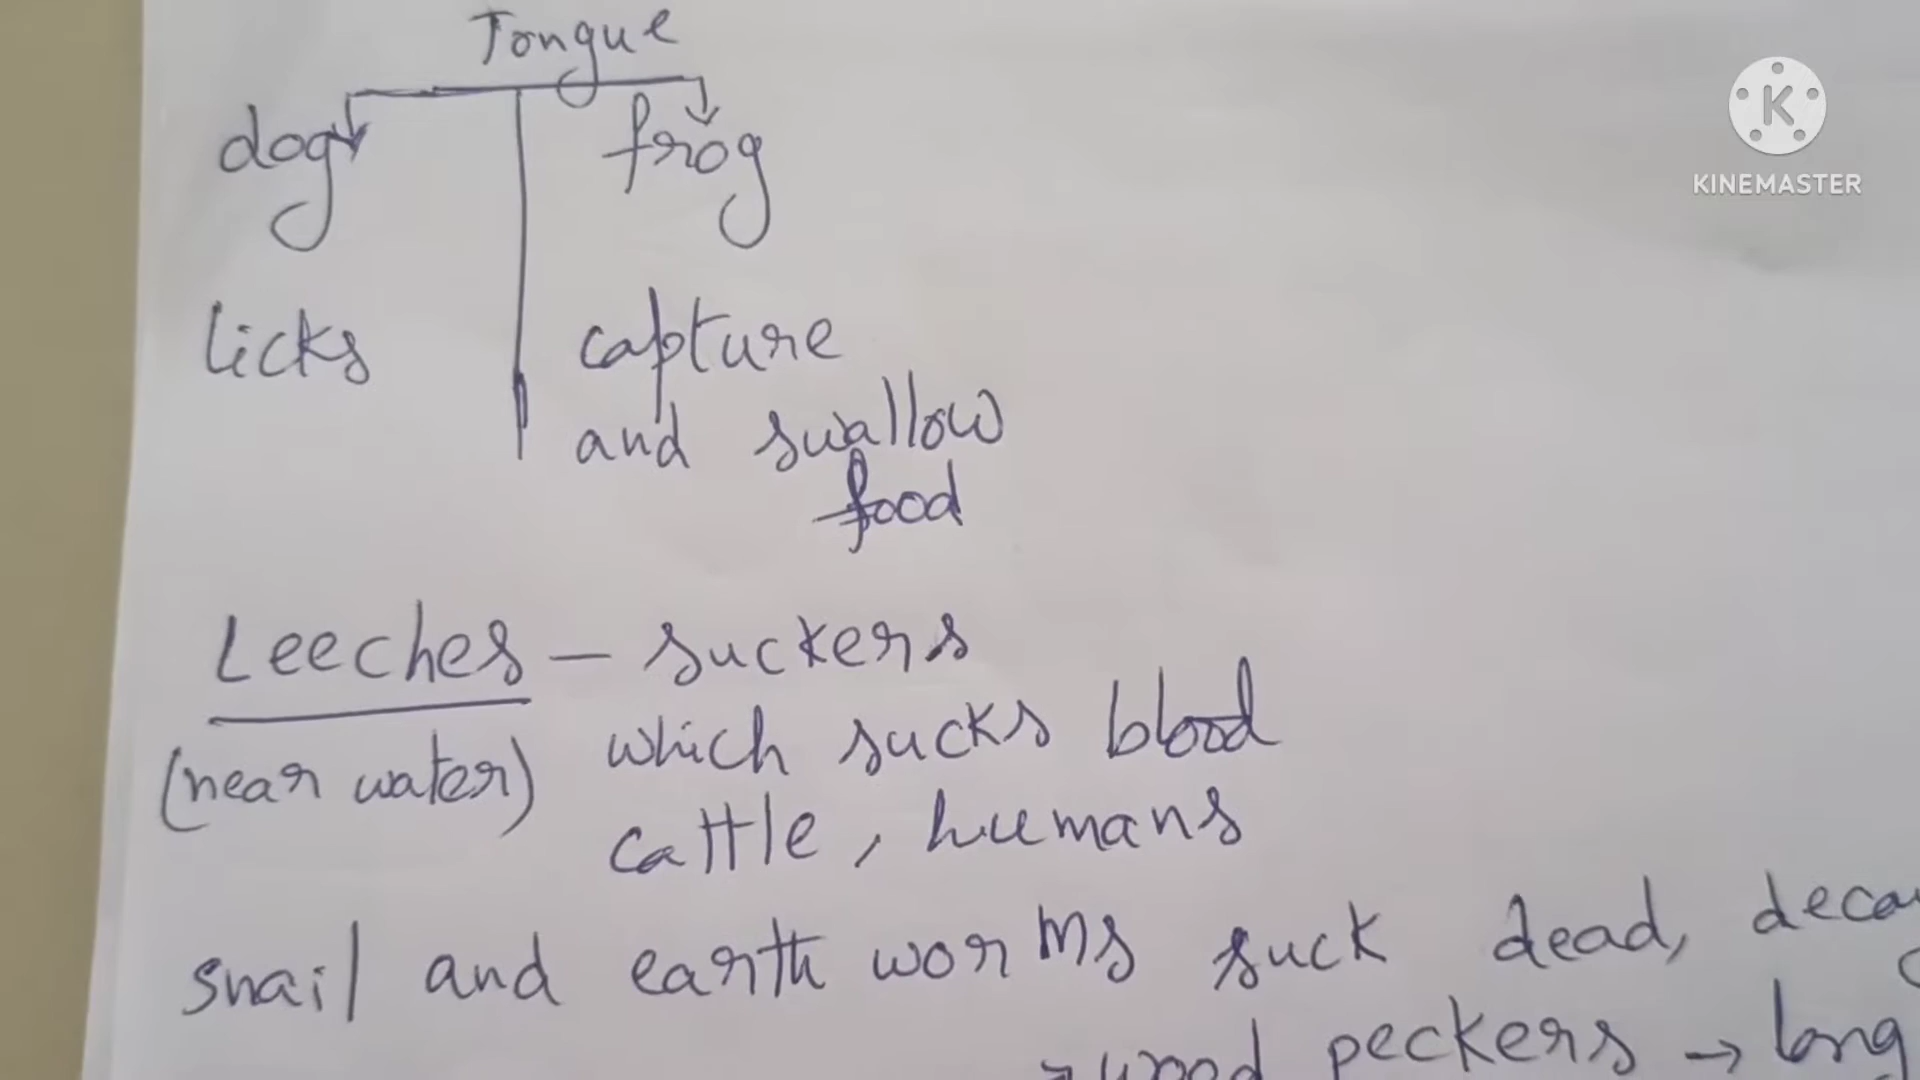 Tongue
dog frog
licks capture
and swallow
food
Leeches – suckers
(near water) which sucks blood
cattle, humans
snail and earth worms suck dead,
→ wood peckers → long
K
KINEMASTER